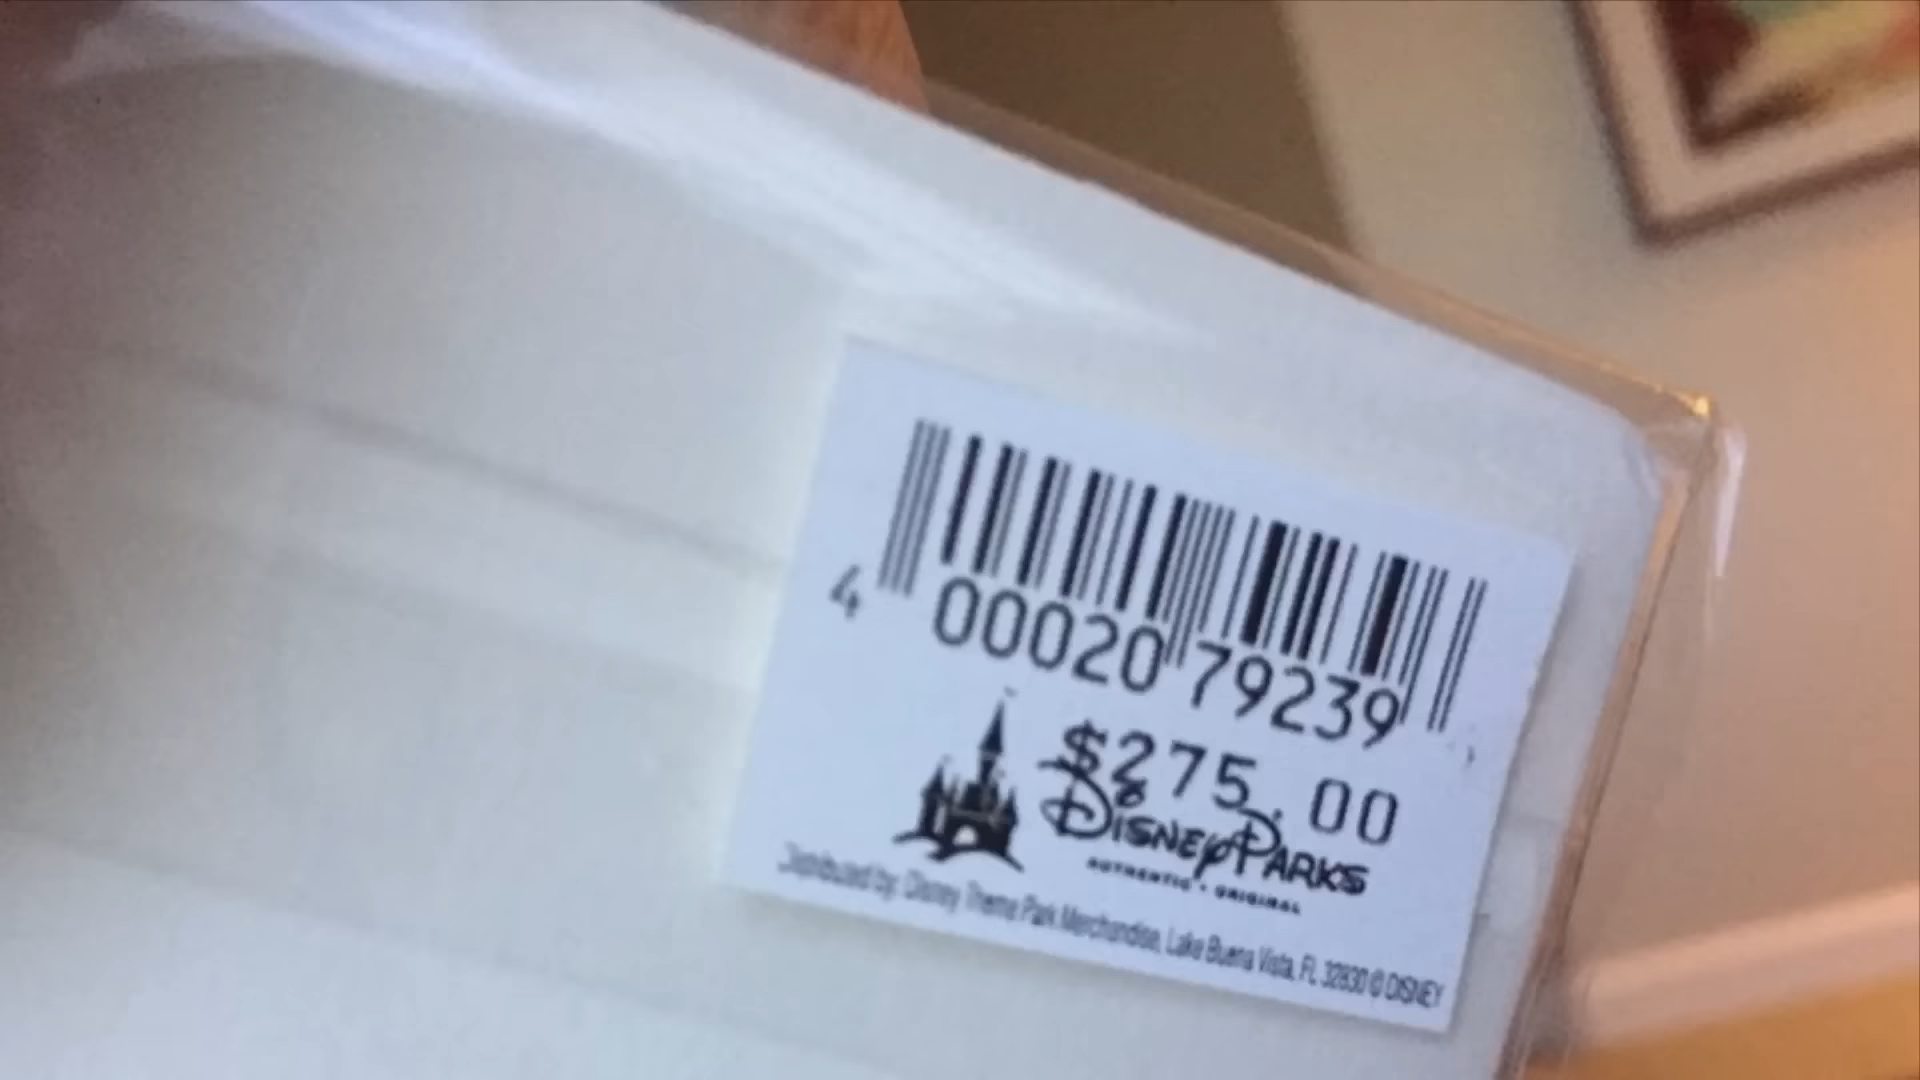 4 00020 79239
$275.00
Disney Parks
AUTHENTIC • ORIGINAL
Distributed by: Disney Theme Park Merchandise, Lake Buena Vista, FL 32830 © DISNEY